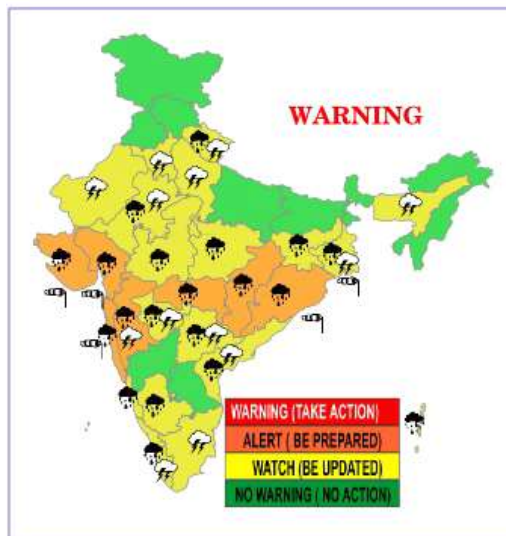 WARNING
WARNING (TAKE ACTION)
ALERT ( BE PREPARED)
WATCH (BE UPDATED)
NO WARNING ( NO ACTION)